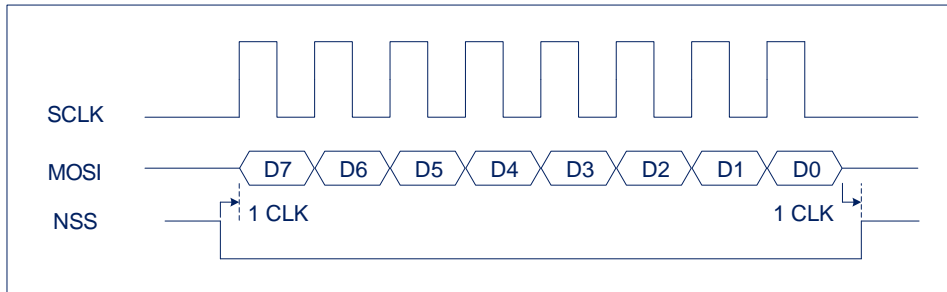 SCLK
MOSI D7 D6 D5 D4 D3 D2 D1 D0
1 CLK 1 CLK
NSS